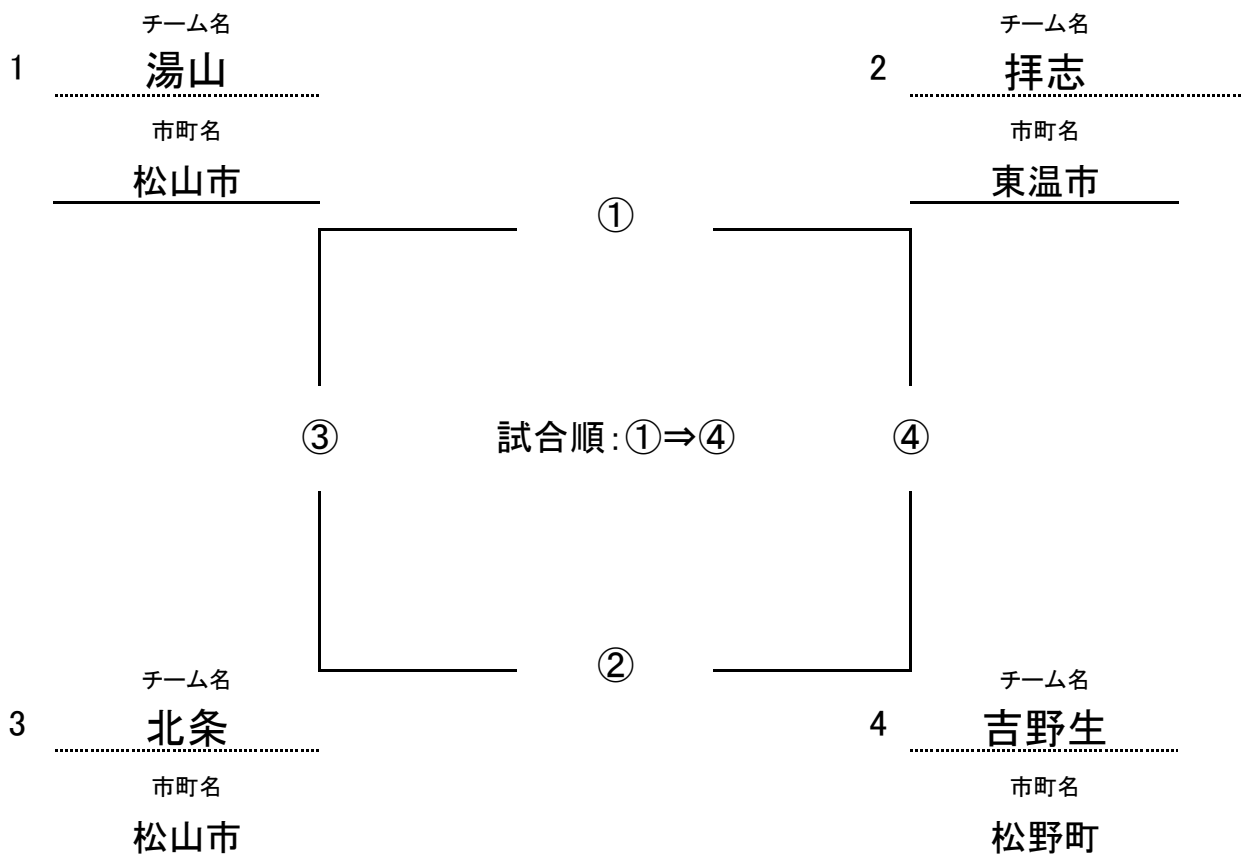 チーム名 チーム名
1 湯山 2 拝志
市町名 市町名
松山市 東温市
①
③ 試合順：①⇒④ ④
②
チーム名 チーム名
3 北条 4 吉野生
市町名 市町名
松山市 松野町